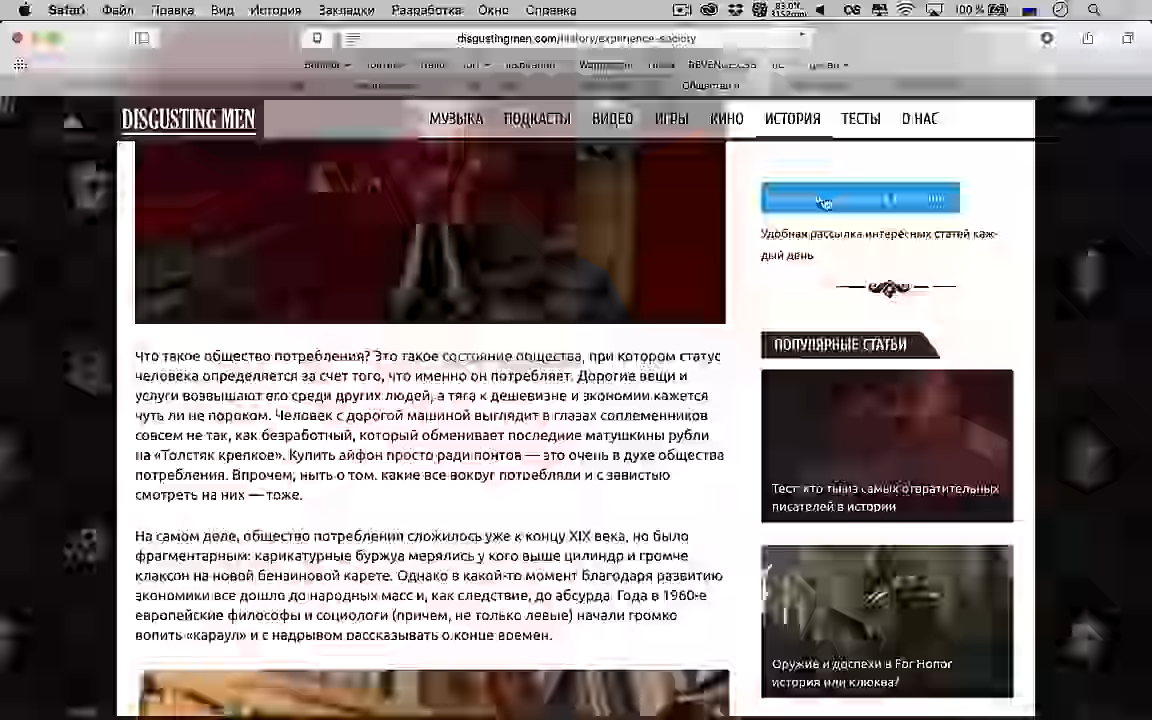 Safari Файл Правка Вид История Закладки Разработка Окно Справка 100 %
disgustingmen.com/history/experience-society
DISGUSTING MEN МУЗЫКА ПОДКАСТЫ ВИДЕО ИГРЫ КИНО ИСТОРИЯ ТЕСТЫ О НАС
Удобная рассылка интересных статей каж-
дый день
ПОПУЛЯРНЫЕ СТАТЬИ
Что такое общество потребления? Это такое состояние общества, при котором статус
человека определяется за счет того, что именно он потребляет. Дорогие вещи и
услуги возвышают его среди других людей, а тяга к дешевизне и экономии кажется
чуть ли не пороком. Человек с дорогой машиной выглядит в глазах соплеменников
совсем не так, как безработный, который обменивает последние матушкины рубли
на «Толстяк крепкое». Купить айфон просто ради понтов — это очень в духе общества
потребления. Впрочем, ныть о том, какие все вокруг потребляди и с завистью
смотреть на них — тоже.
На самом деле, общество потребления сложилось уже к концу XIX века, но было
фрагментарным: карикатурные буржуа мерялись у кого выше цилиндр и громче
клаксон на новой бензиновой карете. Однако в какой-то момент благодаря развитию
экономики все дошло до народных масс и, как следствие, до абсурда. Года в 1960-е
европейские философы и социологи (причем, не только левые) начали громко
вопить «караул» и с надрывом рассказывать о конце времен.
Тест: кто ты из самых отвратительных
писателей в истории
Оружие и доспехи в For Honor
история или клюква?